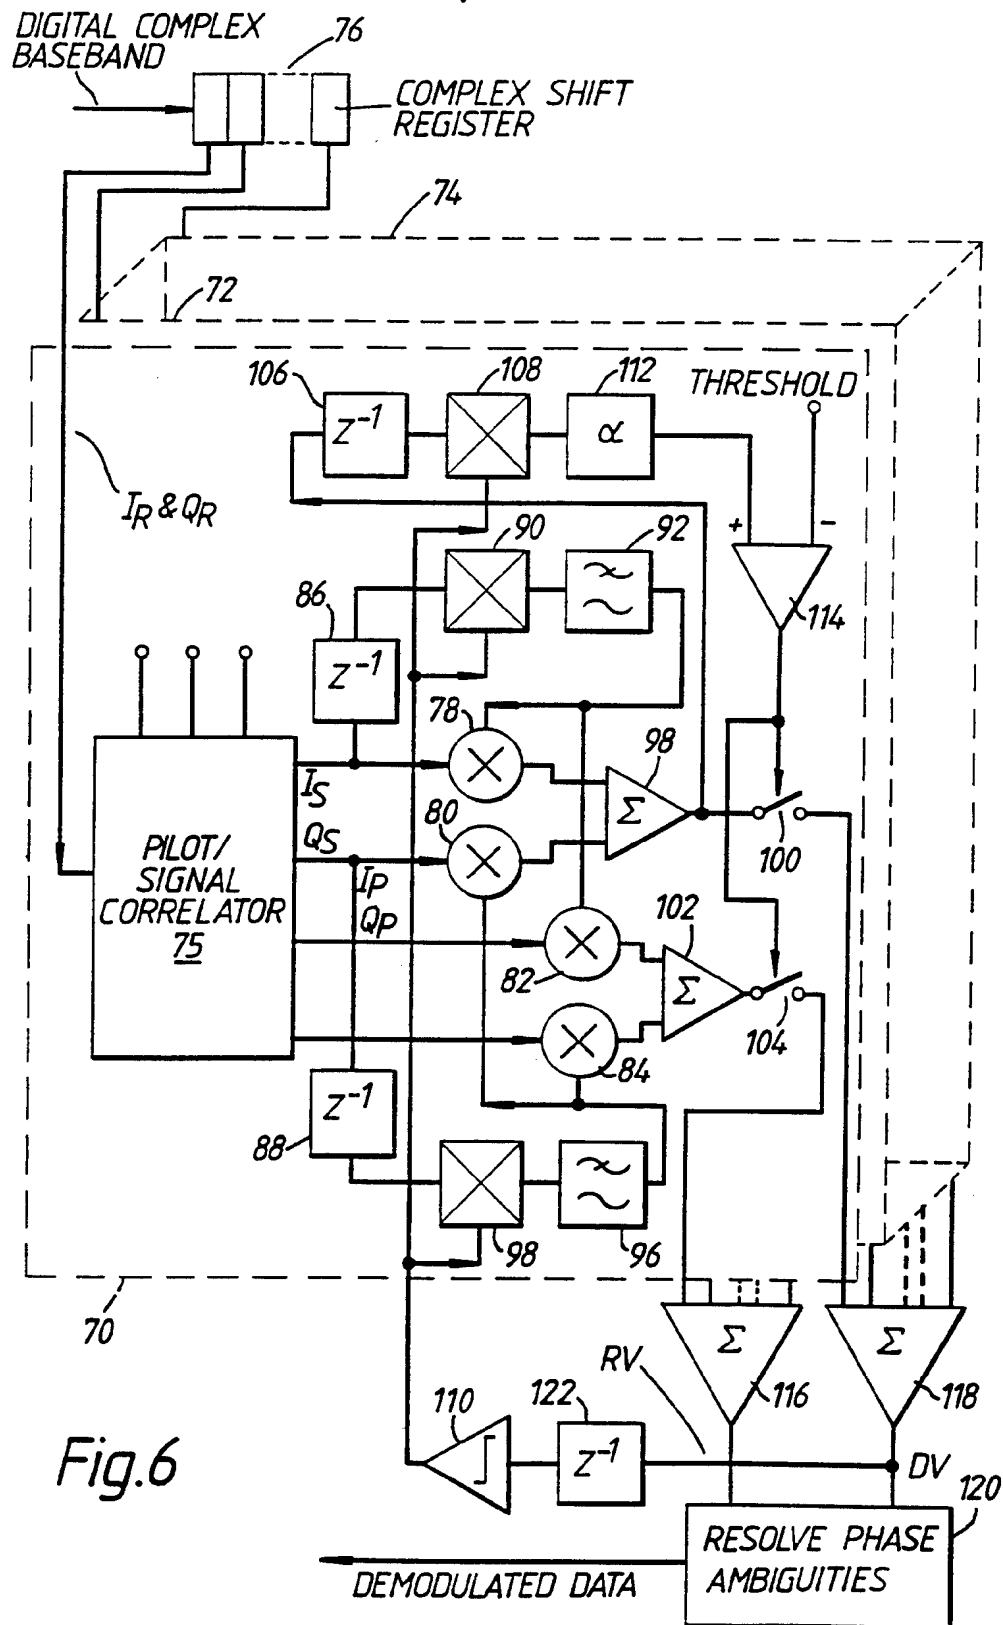 DIGITAL COMPLEX
BASEBAND
76
COMPLEX SHIFT
REGISTER
74
72
106
108
112
THRESHOLD
Z⁻¹
α
I_R & Q_R
90
92
+
−
86
114
Z⁻¹
78
98
I_S
Σ
80
Q_S
100
PILOT/
SIGNAL
CORRELATOR
75
I_P
Q_P
102
82
Σ
104
84
Z⁻¹
88
98
96
70
Σ
Σ
RV
116
118
110
122
Z⁻¹
DV
Fig.6
120
RESOLVE PHASE
AMBIGUITIES
DEMODULATED DATA